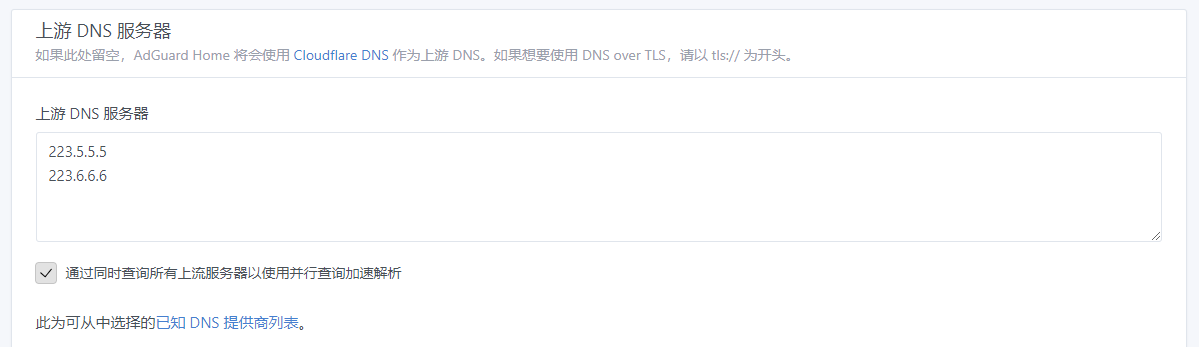 上游 DNS 服务器
如果此处留空，AdGuard Home 将会使用 Cloudflare DNS 作为上游 DNS。如果想要使用 DNS over TLS，请以 tls:// 为开头。
上游 DNS 服务器
223.5.5.5
223.6.6.6
通过同时查询所有上流服务器以使用并行查询加速解析
此为可从中选择的已知 DNS 提供商列表。